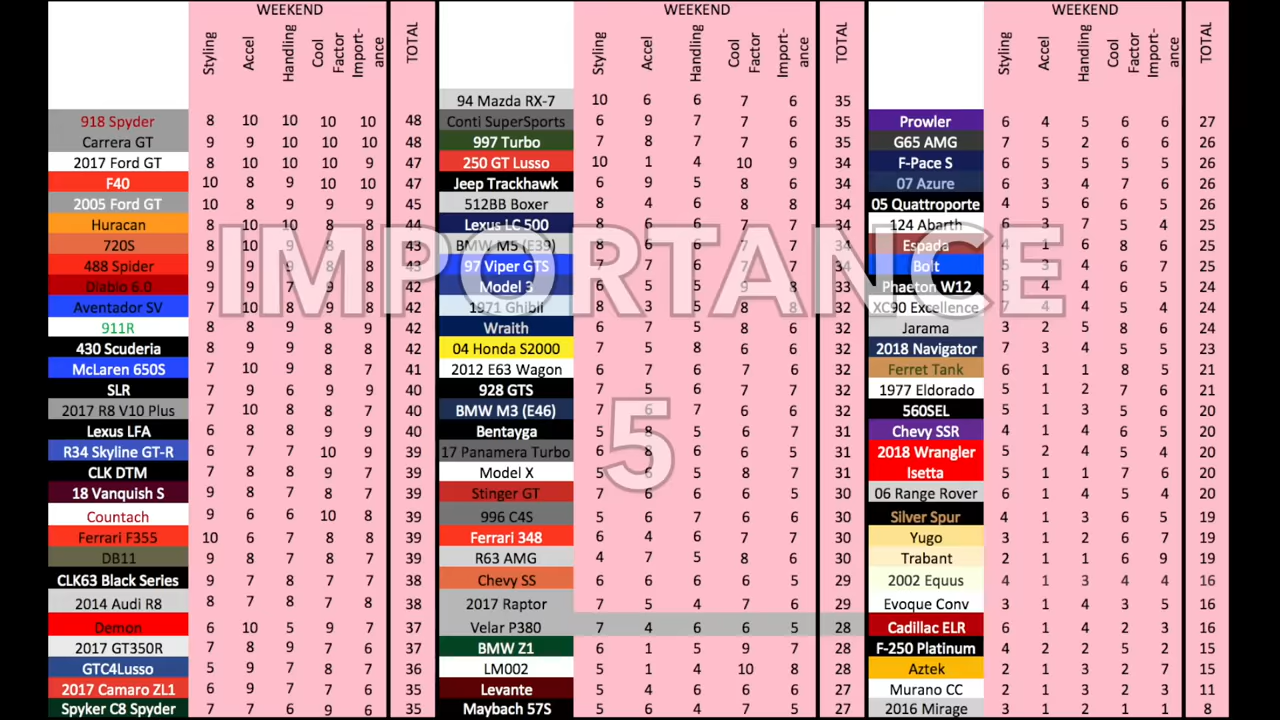 WEEKEND
Styling Accel Handling Cool Factor Import-ance TOTAL
918 Spyder 8 10 10 10 10 48
Carrera GT 9 9 10 10 10 48
2017 Ford GT 8 10 10 10 9 47
F40 10 8 9 10 10 47
2005 Ford GT 10 8 9 9 9 45
Huracan 8 10 10 8 8 44
720S 8 10 9 8 8 43
488 Spider 9 9 9 8 8 43
Diablo 6.0 9 9 7 9 8 42
Aventador SV 7 10 8 9 8 42
911R 8 8 9 8 9 42
430 Scuderia 8 9 9 8 8 42
McLaren 650S 7 10 9 8 7 41
SLR 7 9 6 9 9 40
2017 R8 V10 Plus 7 10 8 8 7 40
Lexus LFA 6 8 8 9 9 40
R34 Skyline GT-R 6 7 7 10 9 39
CLK DTM 7 8 8 9 7 39
18 Vanquish S 9 8 7 8 7 39
Countach 9 6 6 10 8 39
Ferrari F355 10 6 7 8 8 39
DB11 9 8 7 8 7 39
CLK63 Black Series 9 7 8 7 7 38
2014 Audi R8 8 7 8 7 8 38
Demon 6 10 5 9 7 37
2017 GT350R 7 8 9 7 6 37
GTC4Lusso 5 9 7 8 7 36
2017 Camaro ZL1 6 9 7 7 6 35
Spyker C8 Spyder 7 7 6 9 6 35
WEEKEND
Styling Accel Handling Cool Factor Import-ance TOTAL
94 Mazda RX-7 10 6 6 7 6 35
Conti SuperSports 6 9 7 7 6 35
997 Turbo 7 8 7 7 6 35
250 GT Lusso 10 1 4 10 9 34
Jeep Trackhawk 6 9 5 8 6 34
512BB Boxer 8 4 6 8 8 34
Lexus LC 500 8 6 6 7 7 34
BMW M5 (E39) 8 6 6 7 7 34
97 Viper GTS 7 7 6 7 7 34
Model 3 6 5 5 9 8 33
1971 Ghibli 8 3 5 8 8 32
Wraith 6 7 5 8 6 32
04 Honda S2000 7 5 8 6 6 32
2012 E63 Wagon 6 7 6 7 6 32
928 GTS 7 5 6 7 7 32
BMW M3 (E46) 7 6 7 6 6 32
Bentayga 5 8 5 6 7 31
17 Panamera Turbo 6 8 6 6 5 31
Model X 5 6 5 8 7 31
Stinger GT 7 6 6 6 5 30
996 C4S 5 6 7 6 6 30
Ferrari 348 6 4 6 7 7 30
R63 AMG 4 7 5 8 6 30
Chevy SS 6 6 6 6 5 29
2017 Raptor 7 5 4 7 6 29
Velar P380 7 4 6 6 5 28
BMW Z1 6 1 5 9 7 28
LM002 5 1 4 10 8 28
Levante 5 4 6 6 6 27
Maybach 57S 5 6 4 6 6 27
WEEKEND
Styling Accel Handling Cool Factor Import-ance TOTAL
Prowler 6 4 5 6 6 27
G65 AMG 7 5 2 6 6 26
F-Pace S 6 5 5 5 5 26
07 Azure 6 3 4 7 6 26
05 Quattroporte 4 5 6 6 5 26
124 Abarth 6 3 7 5 4 25
Espada 4 1 6 8 6 25
Bolt 5 3 4 6 7 25
Phaeton W12 5 4 4 6 5 24
XC90 Excellence 7 4 4 5 4 24
Jarama 3 2 5 8 6 24
2018 Navigator 7 3 4 5 5 23
Ferret Tank 6 1 1 8 5 21
1977 Eldorado 5 1 2 7 6 21
560SEL 5 1 3 5 6 20
Chevy SSR 4 1 4 6 5 20
2018 Wrangler 5 2 4 5 4 20
Isetta 5 1 1 7 6 20
06 Range Rover 6 1 4 5 4 20
Silver Spur 4 1 3 6 5 19
Yugo 3 1 2 6 7 19
Trabant 2 1 1 6 9 19
2002 Equus 4 1 3 4 4 16
Evoque Conv 3 1 4 3 5 16
Cadillac ELR 6 1 4 2 3 16
F-250 Platinum 4 2 2 5 2 15
Aztek 2 1 3 2 7 15
Murano CC 2 1 3 2 3 11
2016 Mirage 2 1 3 1 1 8
IMPORTANCE
5